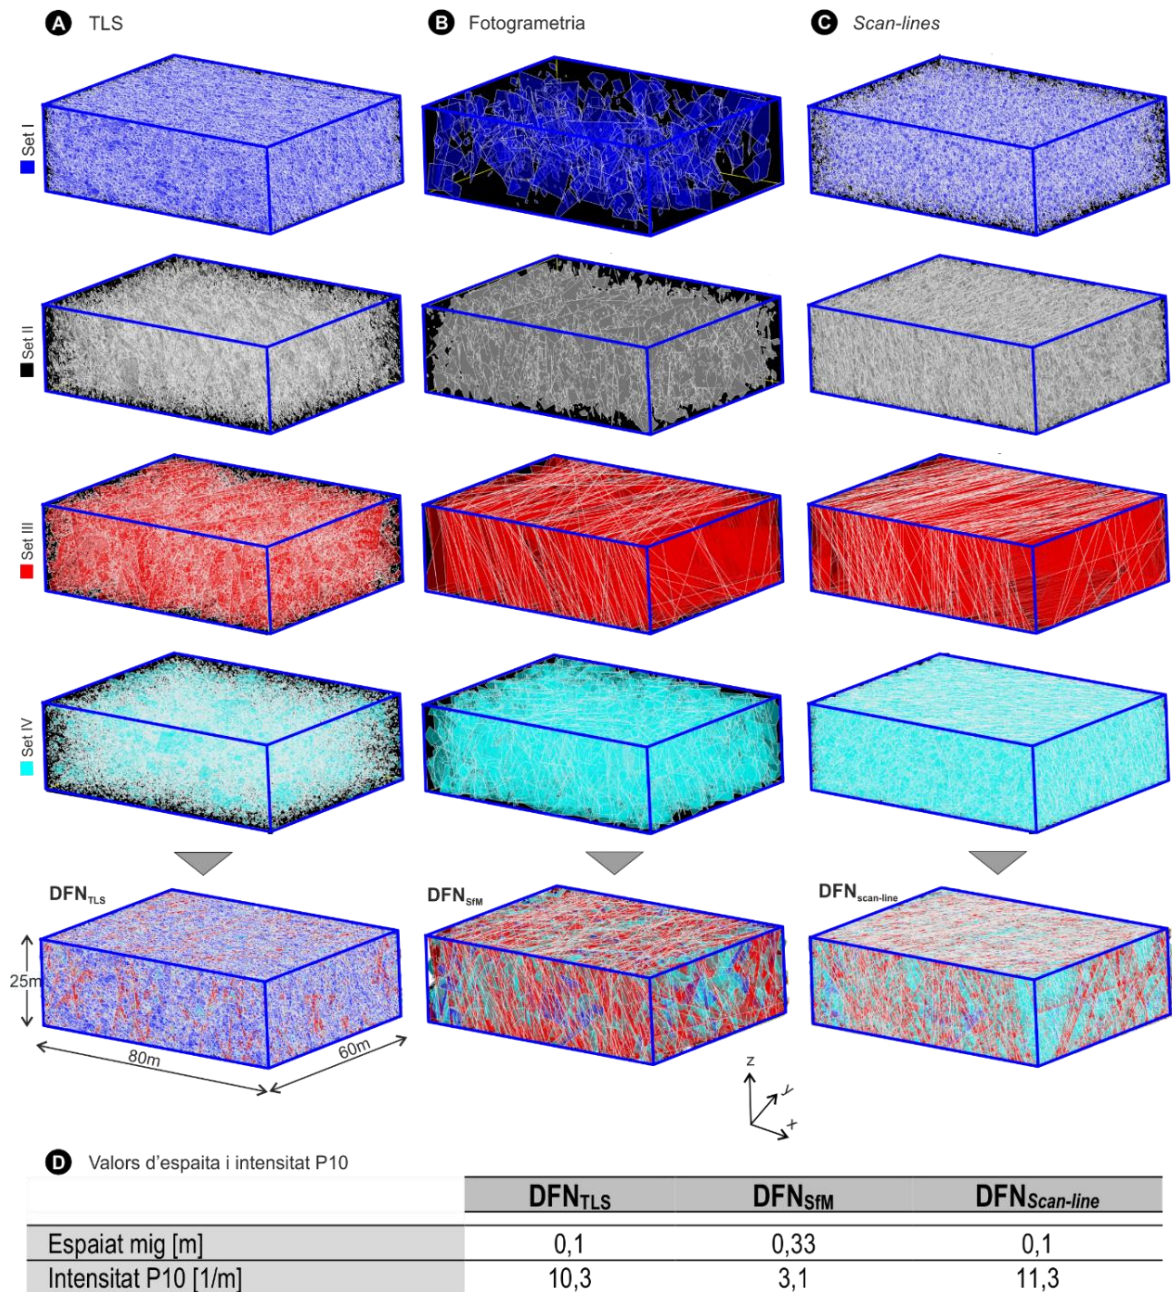 A TLS
B Fotogrametria
C Scan-lines
Set I
Set II
Set III
Set IV
DFNTLS
DFNSfM
DFNscan-line
25m
80m
60m
z
y
x
D Valors d'espaita i intensitat P10
DFNTLS DFNSfM DFNScan-line
Espaiat mig [m] 0,1 0,33 0,1
Intensitat P10 [1/m] 10,3 3,1 11,3